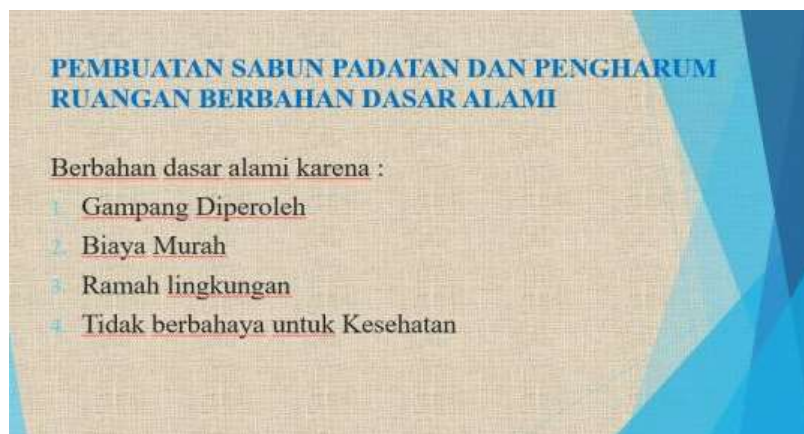 PEMBUATAN SABUN PADATAN DAN PENGHARUM
RUANGAN BERBAHAN DASAR ALAMI
Berbahan dasar alami karena :
1. Gampang Diperoleh
2. Biaya Murah
3. Ramah lingkungan
4. Tidak berbahaya untuk Kesehatan